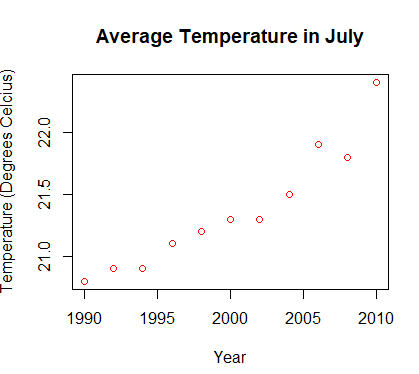 Average Temperature in July
Temperature (Degrees Celcius)
22.0
21.5
21.0
1990 1995 2000 2005 2010
Year